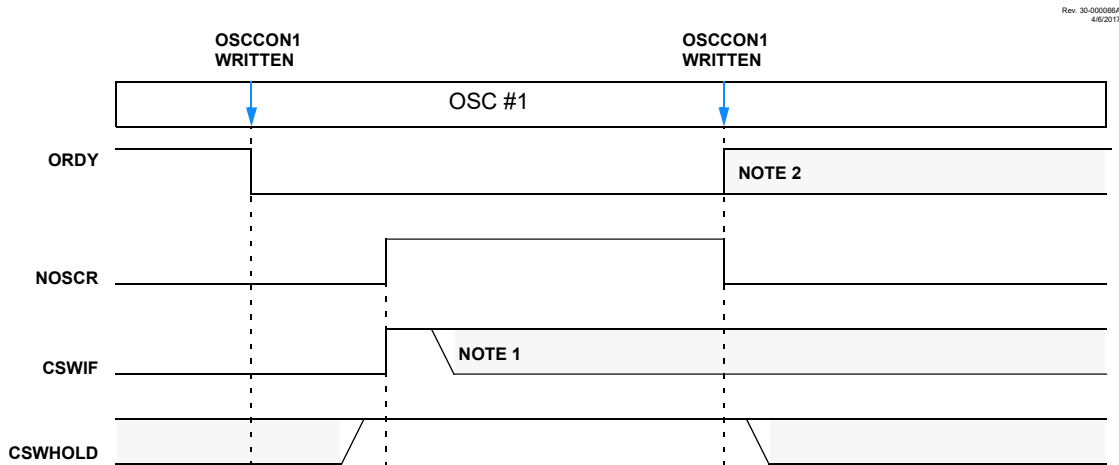 Rev. 30-000066A
4/6/2017
OSCCON1
WRITTEN
OSCCON1
WRITTEN
OSC #1
ORDY
NOTE 2
NOSCR
CSWIF
NOTE 1
CSWHOLD